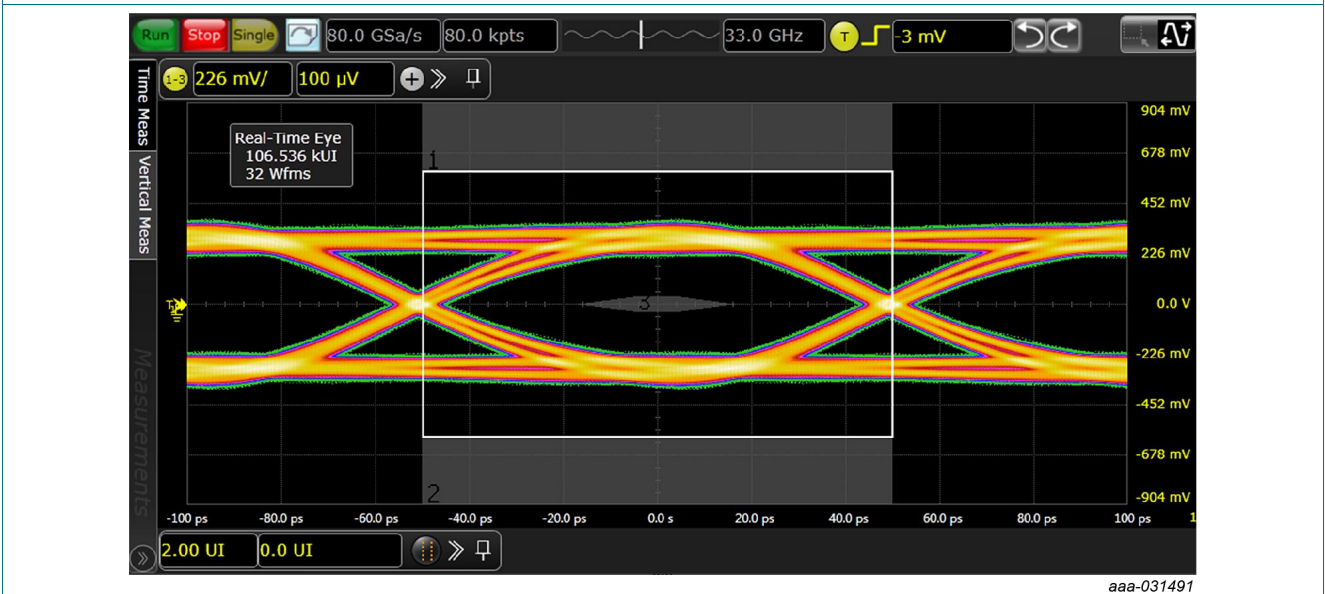 Run Stop Single 80.0 GSa/s 80.0 kpts 33.0 GHz T -3 mV
1-3 226 mV/ 100 µV
Time Meas
Vertical Meas
Measurements
Real-Time Eye
106.536 kUI
32 Wfms
1
3
2
904 mV
678 mV
452 mV
226 mV
0.0 V
-226 mV
-452 mV
-678 mV
-904 mV
-100 ps -80.0 ps -60.0 ps -40.0 ps -20.0 ps 0.0 s 20.0 ps 40.0 ps 60.0 ps 80.0 ps 100 ps 1
2.00 UI 0.0 UI
aaa-031491